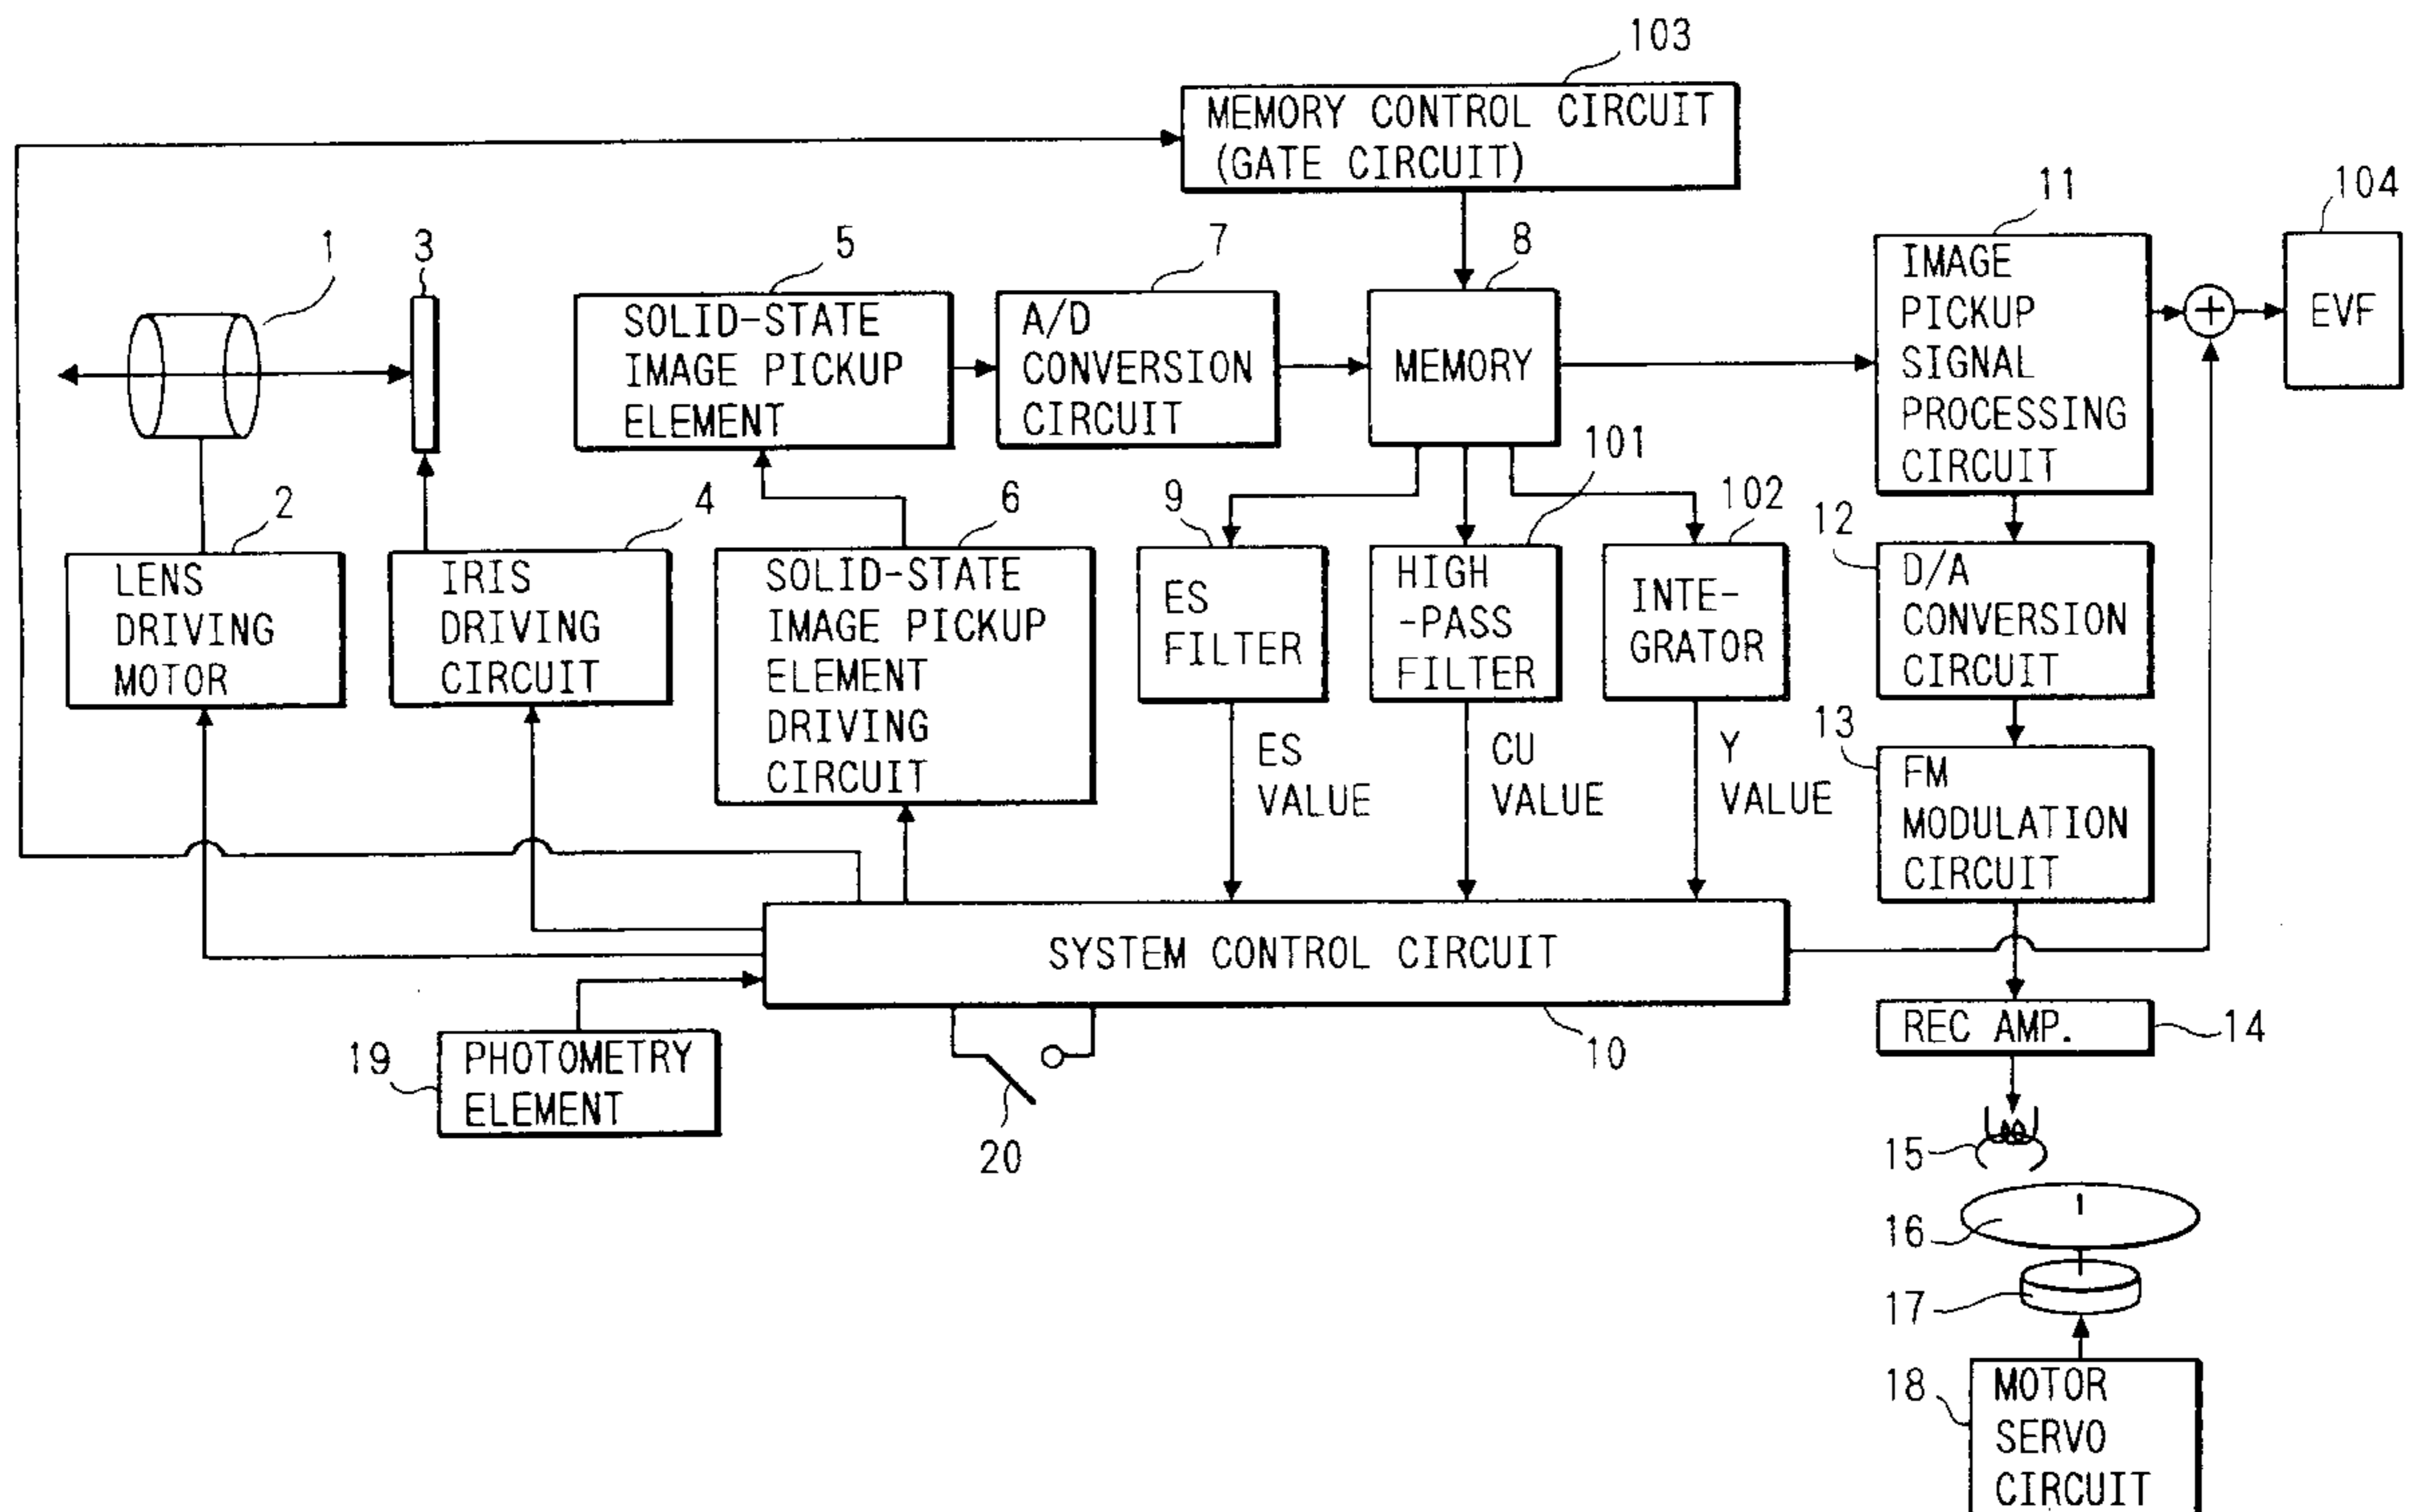 103
MEMORY CONTROL CIRCUIT
(GATE CIRCUIT)
11
104
1
3
5
7
8
IMAGE
PICKUP
SIGNAL
PROCESSING
CIRCUIT
EVF
SOLID-STATE
IMAGE PICKUP
ELEMENT
A/D
CONVERSION
CIRCUIT
MEMORY
2
4
6
9
101
102
12
LENS
DRIVING
MOTOR
IRIS
DRIVING
CIRCUIT
SOLID-STATE
IMAGE PICKUP
ELEMENT
DRIVING
CIRCUIT
ES
FILTER
HIGH
-PASS
FILTER
INTE-
GRATOR
D/A
CONVERSION
CIRCUIT
ES
VALUE
CU
VALUE
Y
VALUE
13
FM
MODULATION
CIRCUIT
SYSTEM CONTROL CIRCUIT
10
REC AMP.
14
19
PHOTOMETRY
ELEMENT
20
15
16
17
18
MOTOR
SERVO
CIRCUIT